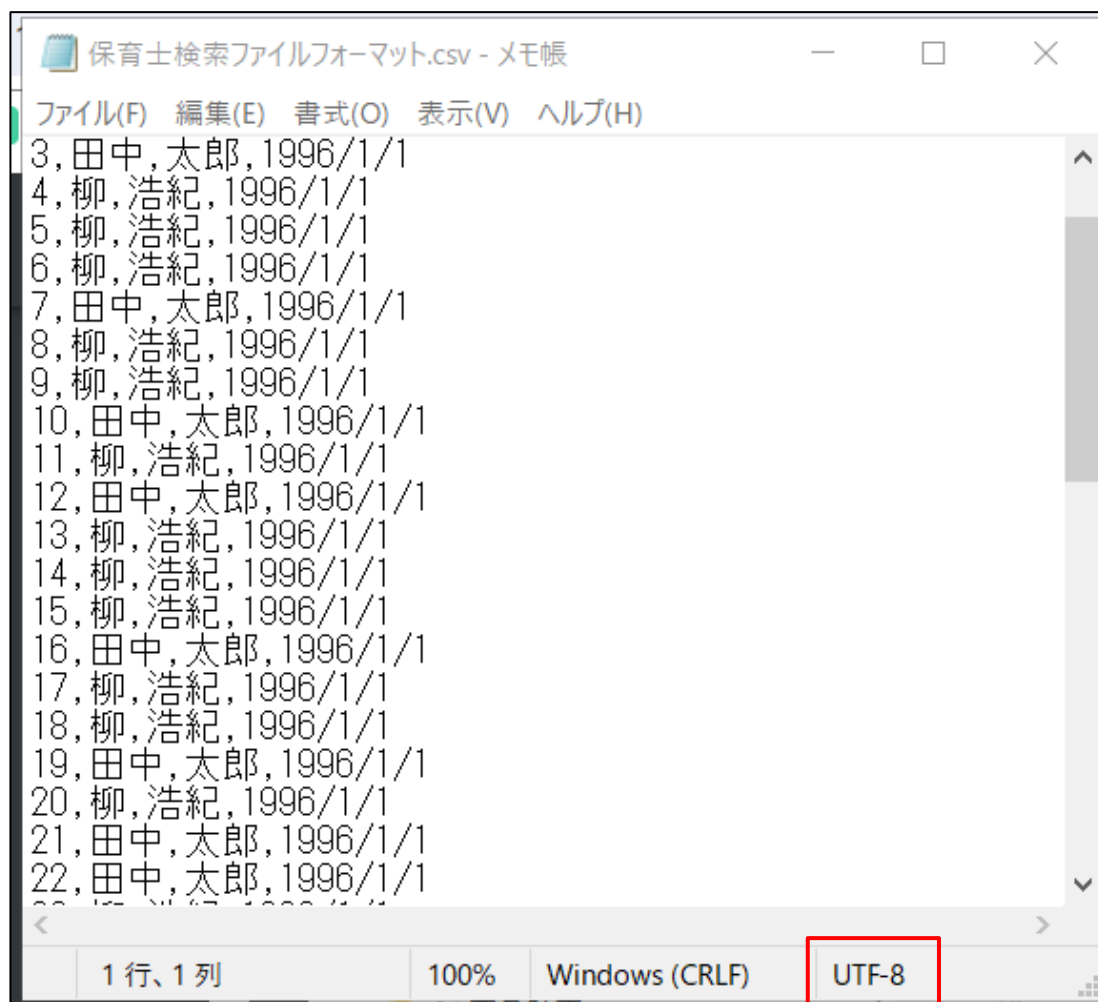 保育士検索ファイルフォーマット.csv - メモ帳
ファイル(F) 編集(E) 書式(O) 表示(V) ヘルプ(H)
3,田中,太郎,1996/1/1
4,柳,浩紀,1996/1/1
5,柳,浩紀,1996/1/1
6,柳,浩紀,1996/1/1
7,田中,太郎,1996/1/1
8,柳,浩紀,1996/1/1
9,柳,浩紀,1996/1/1
10,田中,太郎,1996/1/1
11,柳,浩紀,1996/1/1
12,田中,太郎,1996/1/1
13,柳,浩紀,1996/1/1
14,柳,浩紀,1996/1/1
15,柳,浩紀,1996/1/1
16,田中,太郎,1996/1/1
17,柳,浩紀,1996/1/1
18,柳,浩紀,1996/1/1
19,田中,太郎,1996/1/1
20,柳,浩紀,1996/1/1
21,田中,太郎,1996/1/1
22,田中,太郎,1996/1/1
1 行、1 列 100% Windows (CRLF) UTF-8